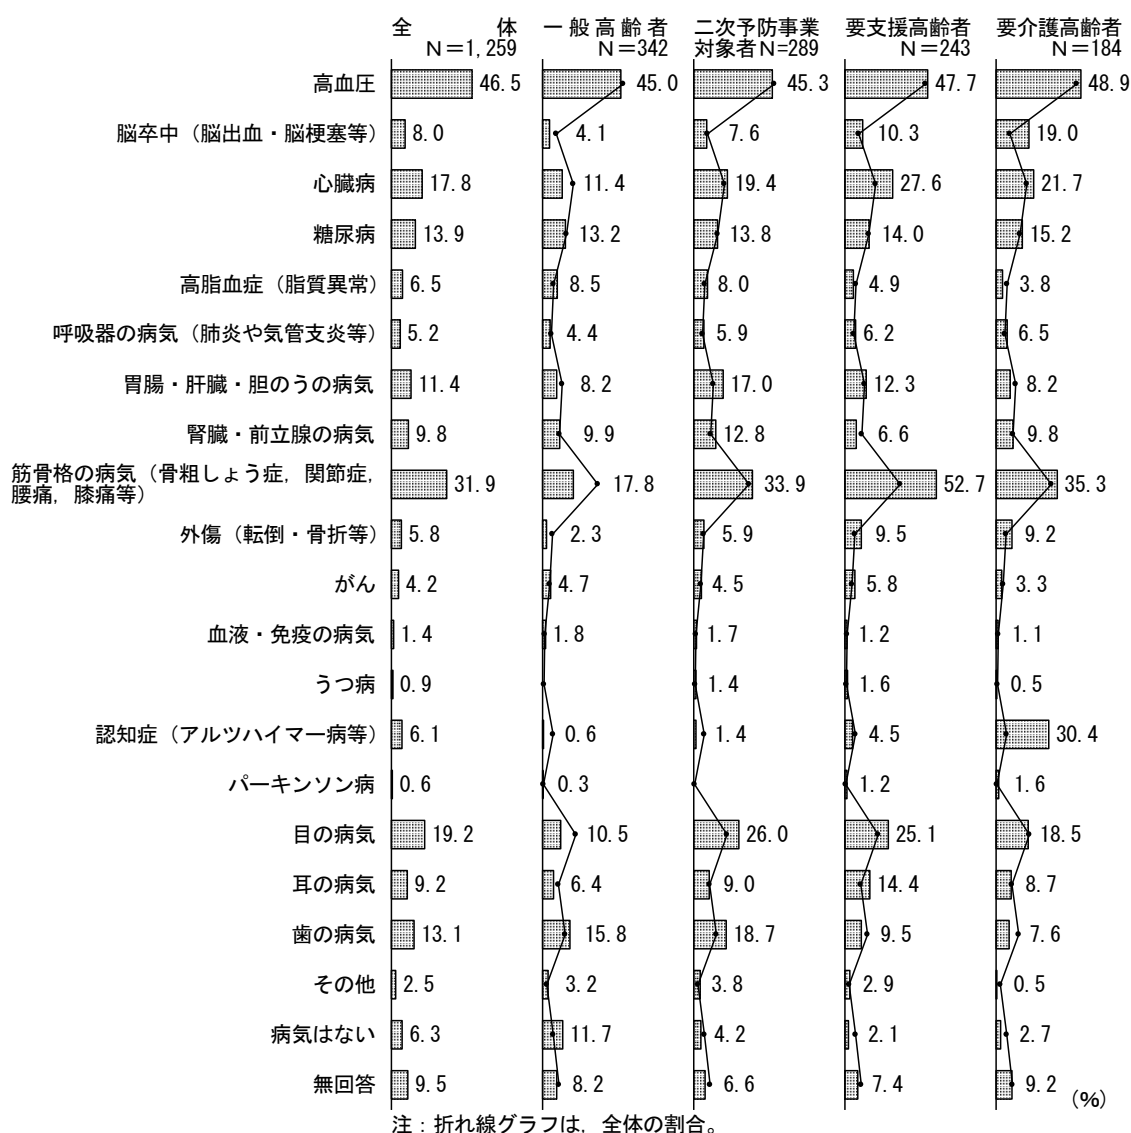 全体 一般高齢者 二次予防事業 要支援高齢者 要介護高齢者
N＝1,259 N＝342 対象者N=289 N＝243 N＝184
高血圧 46.5 45.0 45.3 47.7 48.9
脳卒中（脳出血・脳梗塞等） 8.0 4.1 7.6 10.3 19.0
心臓病 17.8 11.4 19.4 27.6 21.7
糖尿病 13.9 13.2 13.8 14.0 15.2
高脂血症（脂質異常） 6.5 8.5 8.0 4.9 3.8
呼吸器の病気（肺炎や気管支炎等） 5.2 4.4 5.9 6.2 6.5
胃腸・肝臓・胆のうの病気 11.4 8.2 17.0 12.3 8.2
腎臓・前立腺の病気 9.8 9.9 12.8 6.6 9.8
筋骨格の病気（骨粗しょう症，関節症，
腰痛，膝痛等） 31.9 17.8 33.9 52.7 35.3
外傷（転倒・骨折等） 5.8 2.3 5.9 9.5 9.2
がん 4.2 4.7 4.5 5.8 3.3
血液・免疫の病気 1.4 1.8 1.7 1.2 1.1
うつ病 0.9 1.4 1.6 0.5
認知症（アルツハイマー病等） 6.1 0.6 1.4 4.5 30.4
パーキンソン病 0.6 0.3 1.2 1.6
目の病気 19.2 10.5 26.0 25.1 18.5
耳の病気 9.2 6.4 9.0 14.4 8.7
歯の病気 13.1 15.8 18.7 9.5 7.6
その他 2.5 3.2 3.8 2.9 0.5
病気はない 6.3 11.7 4.2 2.1 2.7
無回答 9.5 8.2 6.6 7.4 9.2
（%）
注：折れ線グラフは，全体の割合。